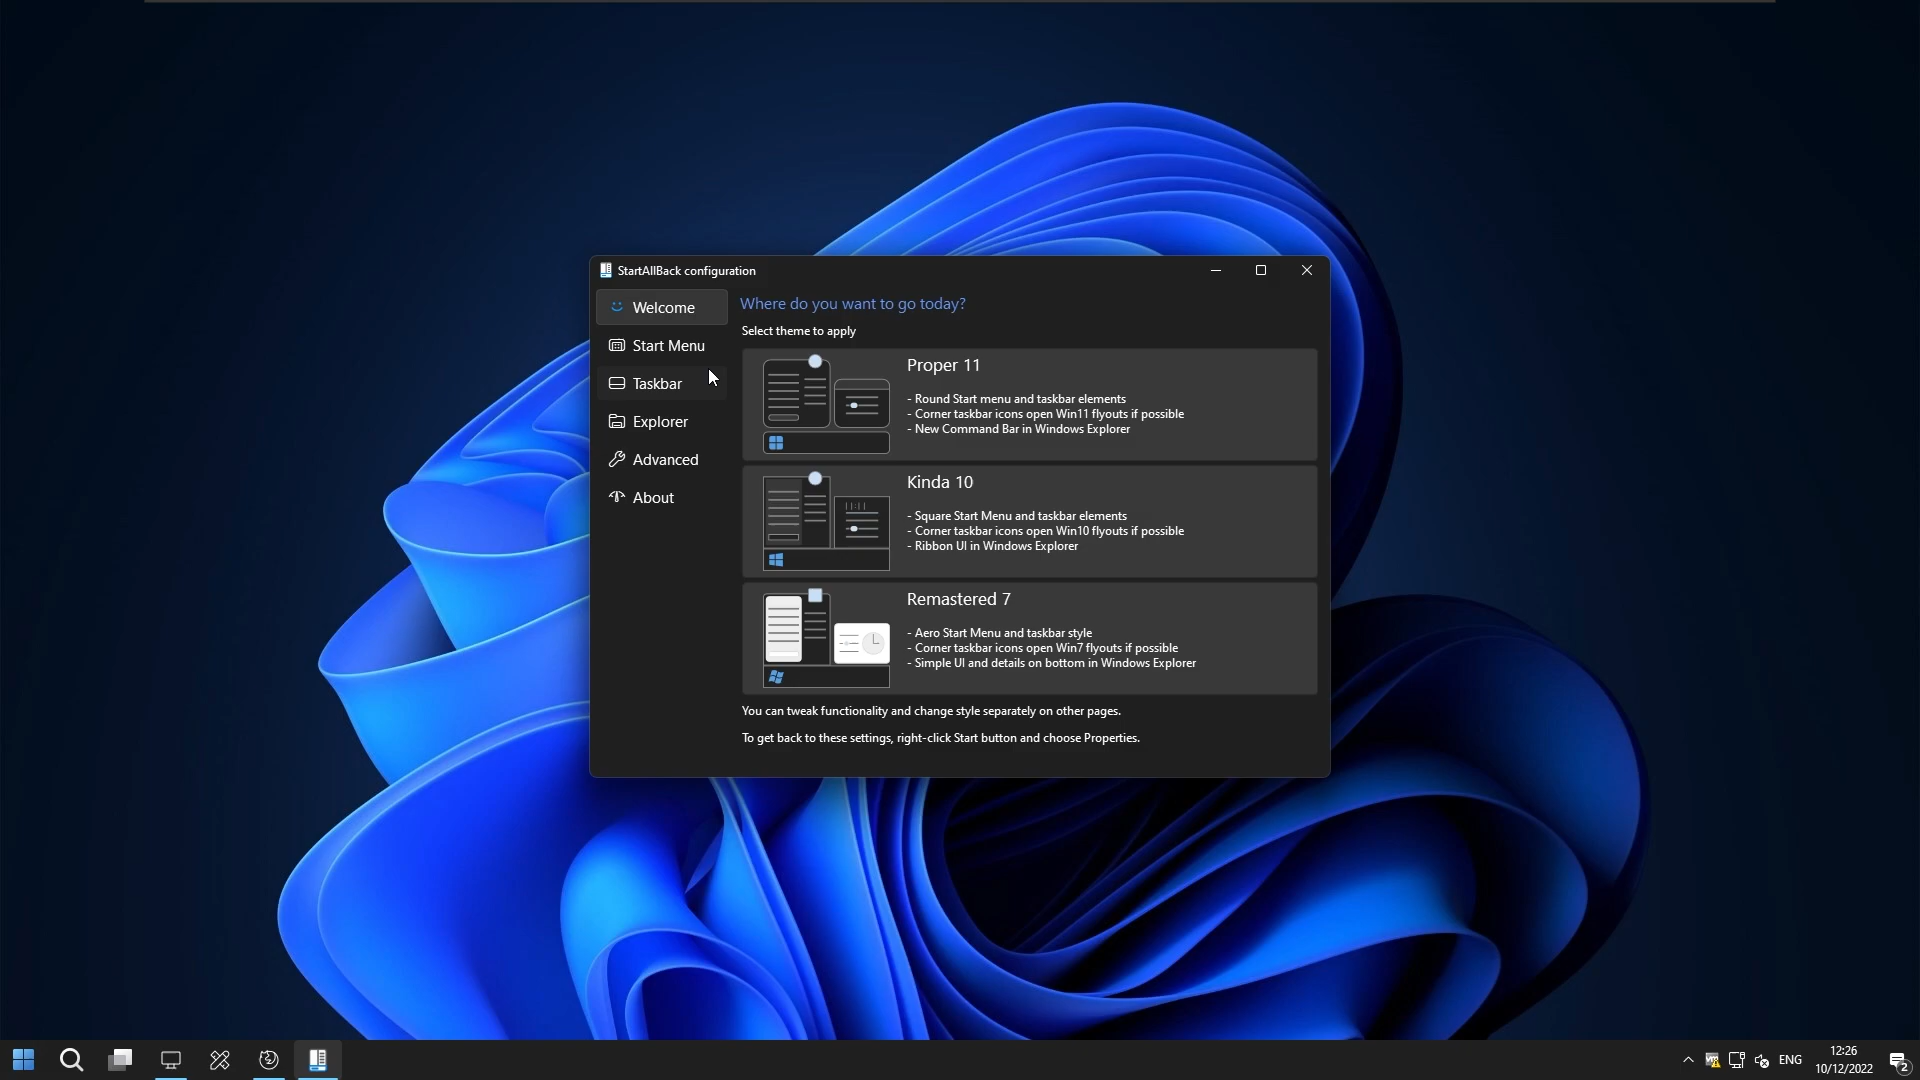 StartAllBack configuration
Welcome
Start Menu
Taskbar
Explorer
Advanced
About
Where do you want to go today?
Select theme to apply
Proper 11
- Round Start menu and taskbar elements
- Corner taskbar icons open Win11 flyouts if possible
- New Command Bar in Windows Explorer
Kinda 10
- Square Start Menu and taskbar elements
- Corner taskbar icons open Win10 flyouts if possible
- Ribbon UI in Windows Explorer
Remastered 7
- Aero Start Menu and taskbar style
- Corner taskbar icons open Win7 flyouts if possible
- Simple UI and details on bottom in Windows Explorer
You can tweak functionality and change style separately on other pages.
To get back to these settings, right-click Start button and choose Properties.
ENG
12:26
10/12/2022
2